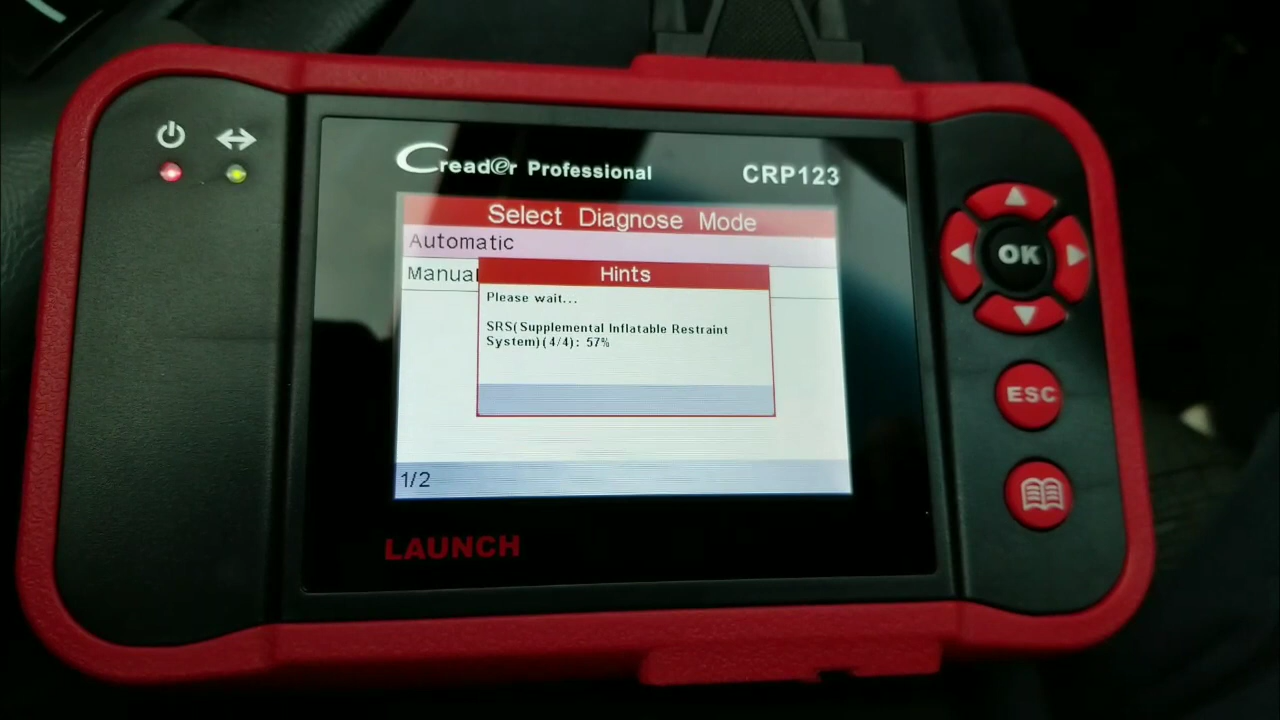 Creader Professional
CRP123
Select Diagnose Mode
Automatic
Manua
Hints
Please wait...
SRS(Supplemental Inflatable Restraint
System)(4/4): 57%
1/2
LAUNCH
OK
ESC